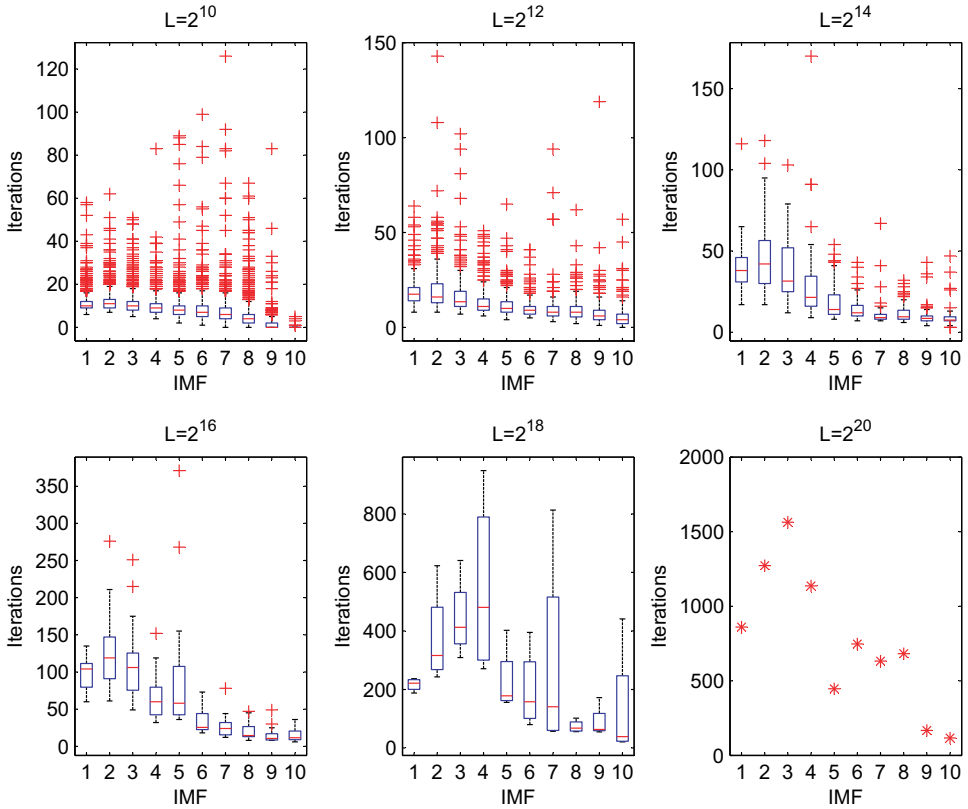 L=2^10
L=2^12
L=2^14
Iterations
120
100
80
60
40
20
0
1 2 3 4 5 6 7 8 9 10
IMF
Iterations
150
100
50
0
1 2 3 4 5 6 7 8 9 10
IMF
Iterations
150
100
50
0
1 2 3 4 5 6 7 8 9 10
IMF
L=2^16
L=2^18
L=2^20
Iterations
350
300
250
200
150
100
50
0
1 2 3 4 5 6 7 8 9 10
IMF
Iterations
800
600
400
200
0
1 2 3 4 5 6 7 8 9 10
IMF
Iterations
2000
1500
1000
500
0
1 2 3 4 5 6 7 8 9 10
IMF